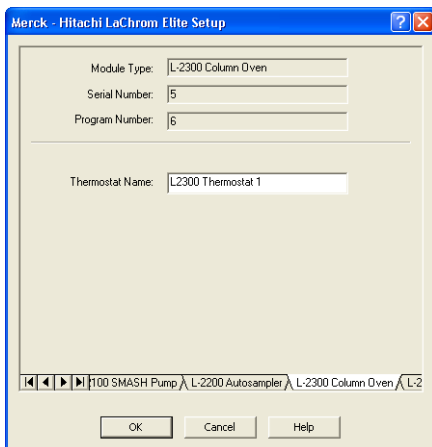 Merck - Hitachi LaChrom Elite Setup
Module Type: L-2300 Column Oven
Serial Number: 5
Program Number: 6
Thermostat Name: L2300 Thermostat 1
100 SMASH Pump L-2200 Autosampler L-2300 Column Oven L-2
OK Cancel Help